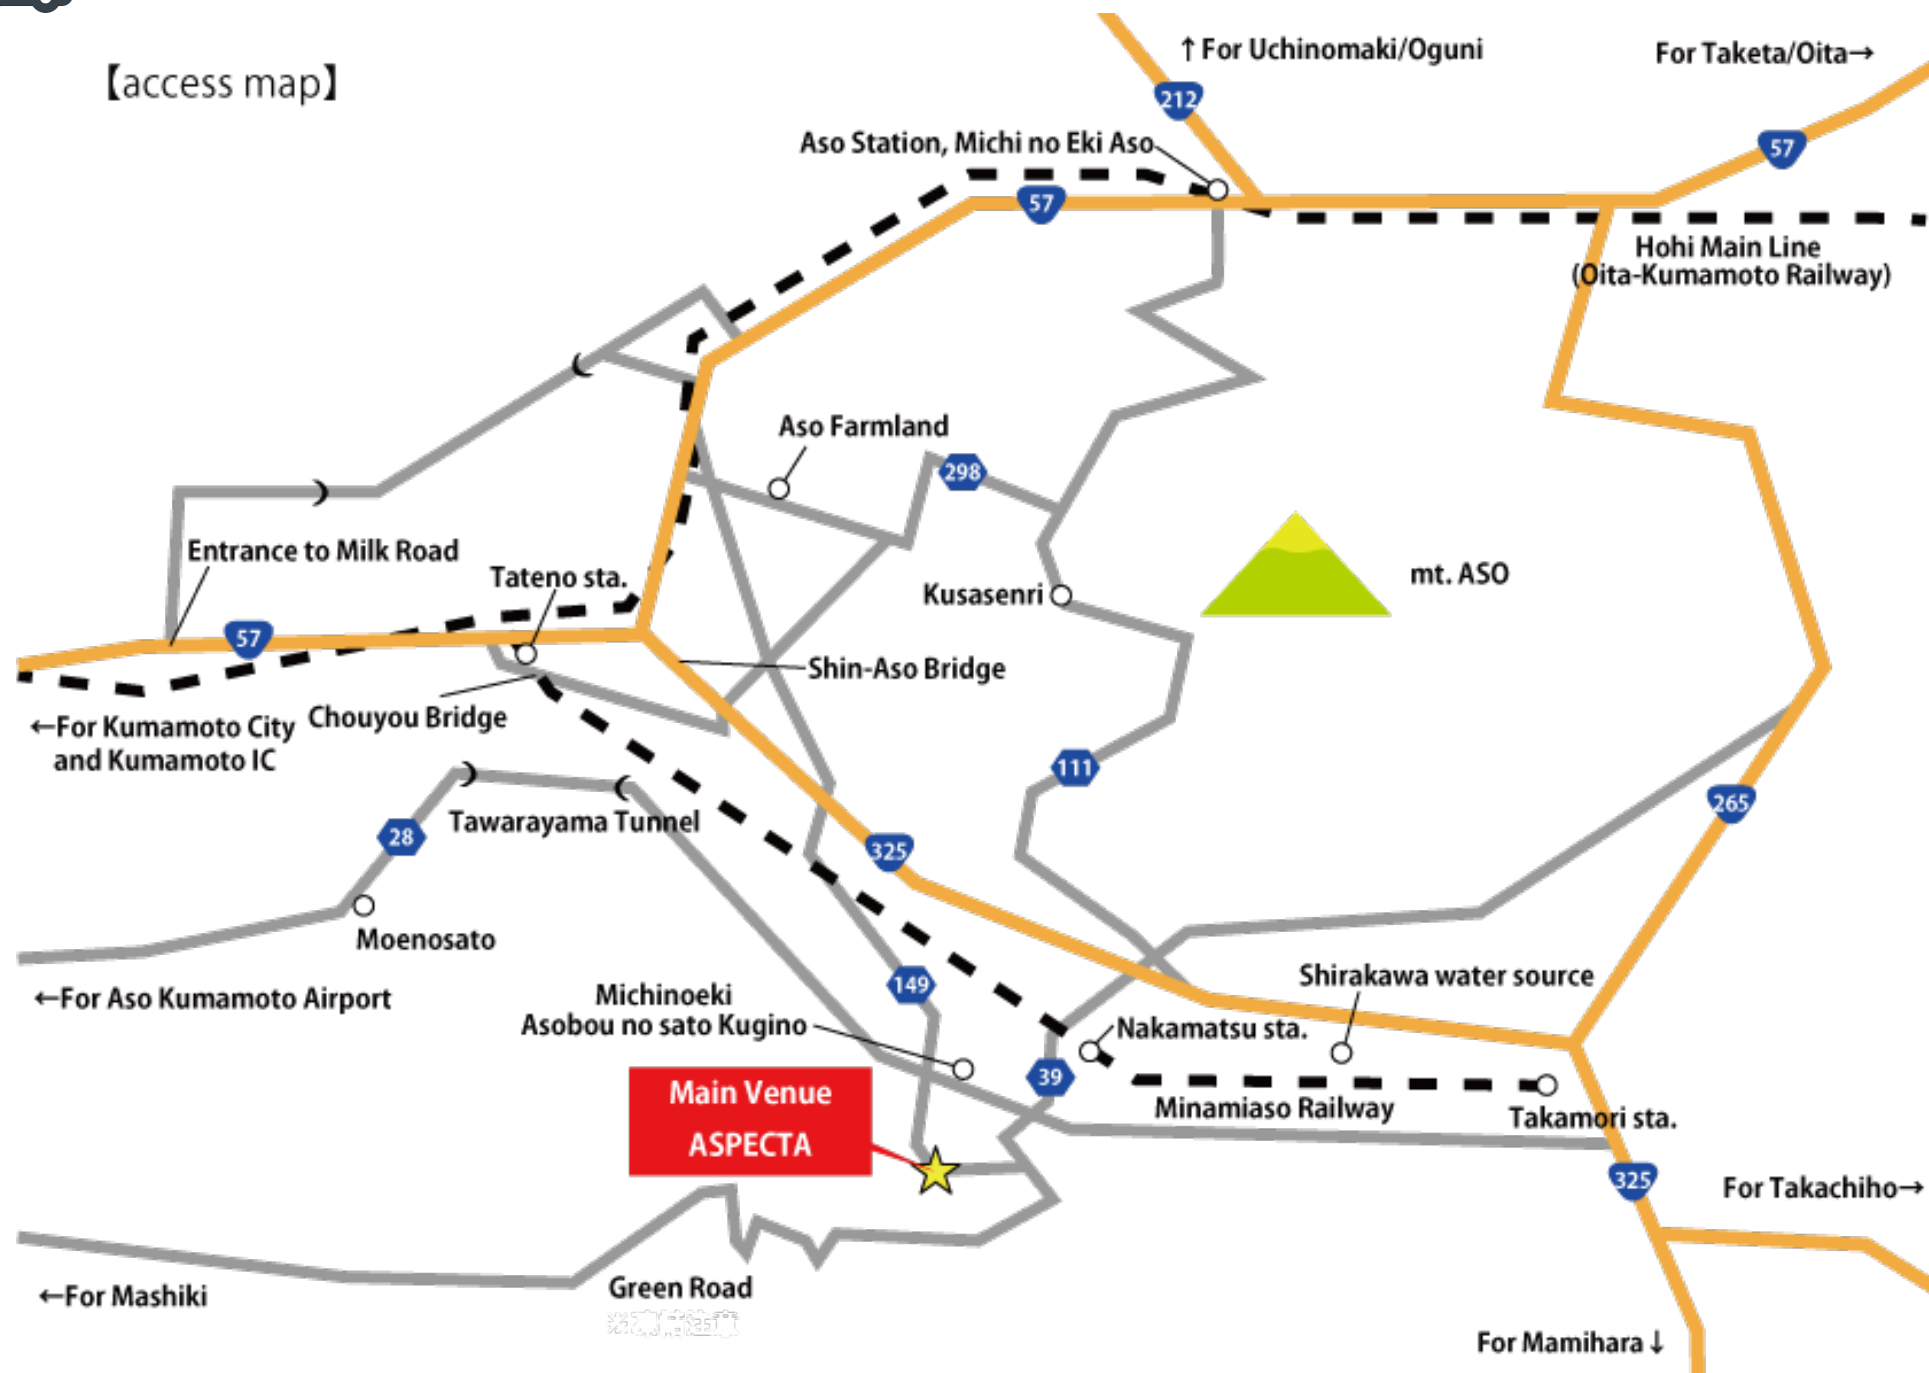 【access map】
↑For Uchinomaki/Oguni
For Taketa/Oita→
212
57
Aso Station, Michi no Eki Aso
57
Hohi Main Line
(Oita-Kumamoto Railway)
Aso Farmland
298
Entrance to Milk Road
Tateno sta.
Kusasenri
mt. ASO
57
Shin-Aso Bridge
←For Kumamoto City
and Kumamoto IC
Chouyou Bridge
111
265
28
Tawarayama Tunnel
325
Moenosato
149
Shirakawa water source
←For Aso Kumamoto Airport
Michinoeki
Asobou no sato Kugino
Nakamatsu sta.
39
Main Venue
ASPECTA
Minamiaso Railway
Takamori sta.
325
For Takachiho→
Green Road
←For Mashiki
For Mamihara↓